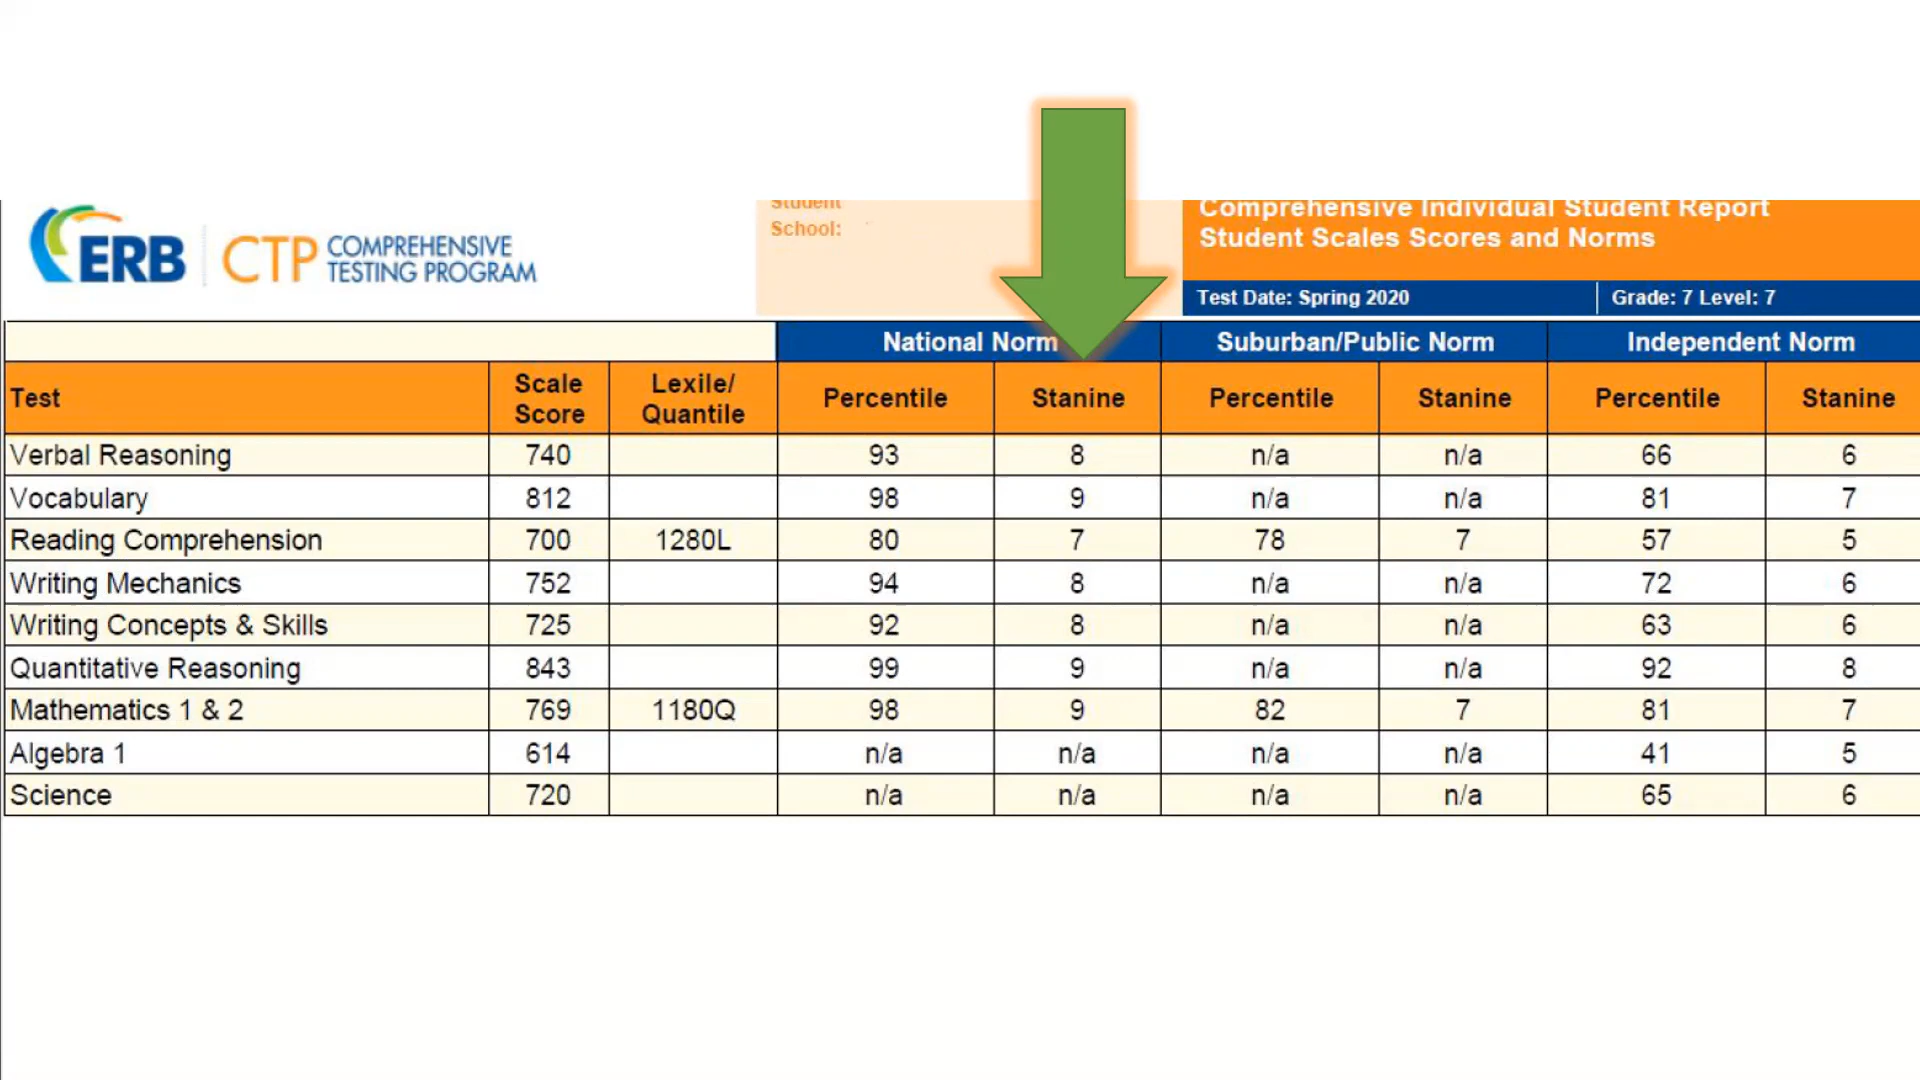 Student
School:
Comprehensive Individual Student Report
Student Scales Scores and Norms
ERB CTP COMPREHENSIVE
TESTING PROGRAM
Test Date: Spring 2020 Grade: 7 Level: 7
National Norm Suburban/Public Norm Independent Norm
Test Scale Score Lexile/ Quantile Percentile Stanine Percentile Stanine Percentile Stanine
Verbal Reasoning 740 93 8 n/a n/a 66 6
Vocabulary 812 98 9 n/a n/a 81 7
Reading Comprehension 700 1280L 80 7 78 7 57 5
Writing Mechanics 752 94 8 n/a n/a 72 6
Writing Concepts & Skills 725 92 8 n/a n/a 63 6
Quantitative Reasoning 843 99 9 n/a n/a 92 8
Mathematics 1 & 2 769 1180Q 98 9 82 7 81 7
Algebra 1 614 n/a n/a n/a n/a 41 5
Science 720 n/a n/a n/a n/a 65 6